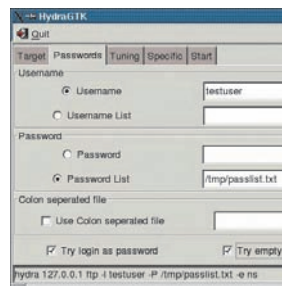 HydraGTK
Quit
Target Passwords Tuning Specific Start
Username
Username testuser
Username List
Password
Password
Password List /tmp/passlist.txt
Colon seperated file
Use Colon seperated file
Try login as password Try empty
hydra 127.0.0.1 ftp -l testuser -P /tmp/passlist.txt -e ns